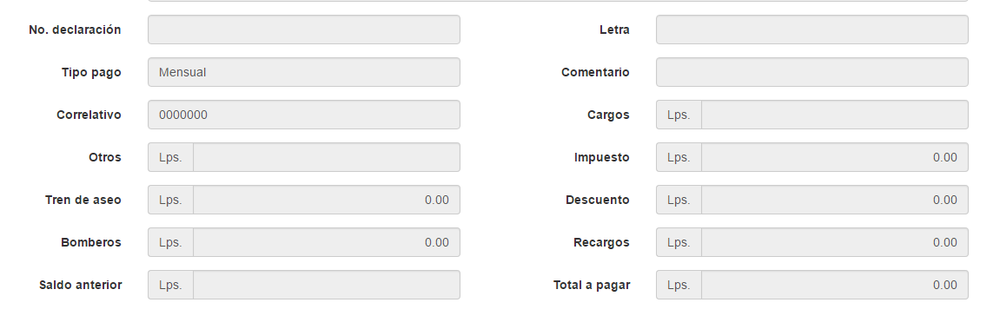 No. declaración Letra
Tipo pago Mensual Comentario
Correlativo 0000000 Cargos Lps.
Otros Lps. Impuesto Lps. 0.00
Tren de aseo Lps. 0.00 Descuento Lps. 0.00
Bomberos Lps. 0.00 Recargos Lps. 0.00
Saldo anterior Lps. Total a pagar Lps. 0.00